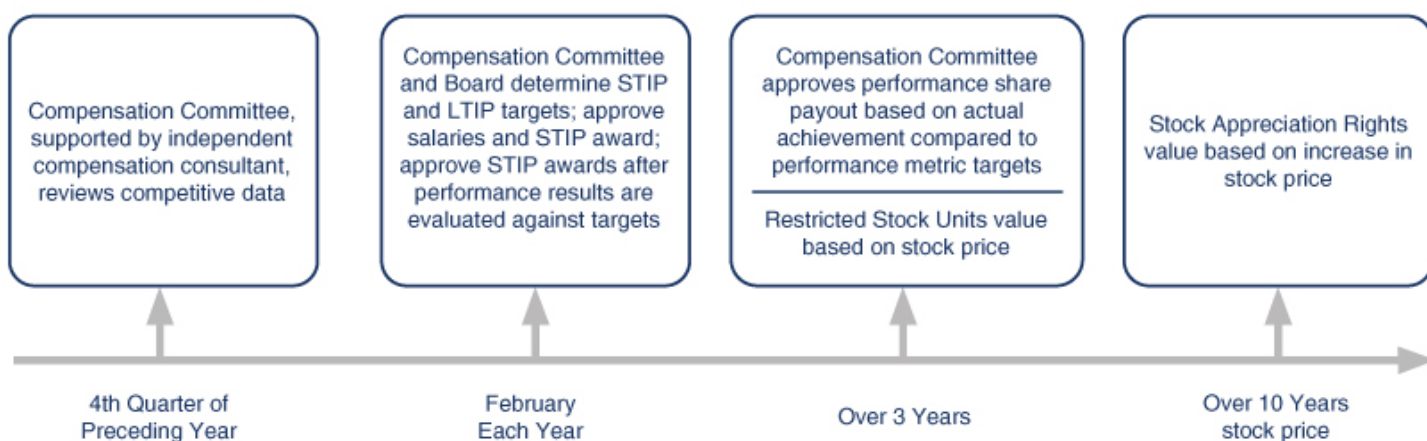 Compensation Committee,
supported by independent
compensation consultant,
reviews competitive data
Compensation Committee
and Board determine STIP
and LTIP targets; approve
salaries and STIP award;
approve STIP awards after
performance results are
evaluated against targets
Compensation Committee
approves performance share
payout based on actual
achievement compared to
performance metric targets
Restricted Stock Units value
based on stock price
Stock Appreciation Rights
value based on increase in
stock price
4th Quarter of
Preceding Year
February
Each Year
Over 3 Years
Over 10 Years
stock price